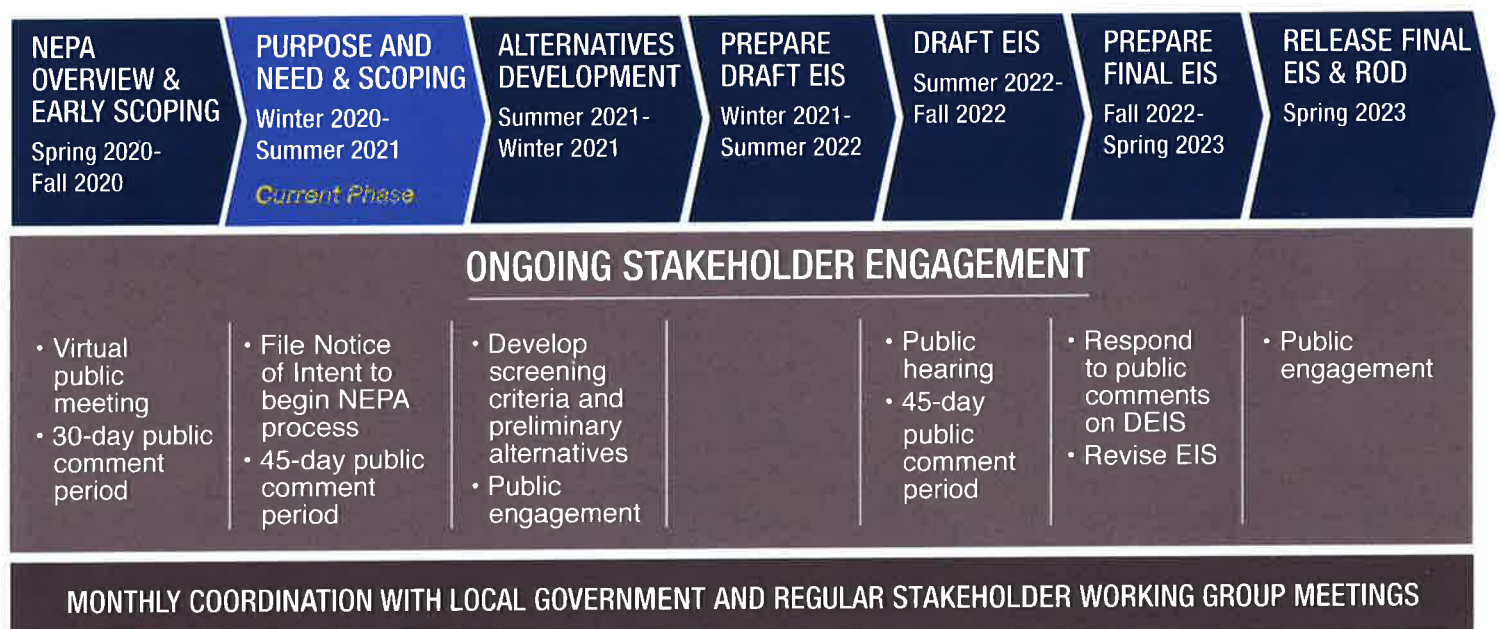 NEPA
OVERVIEW &
EARLY SCOPING
Spring 2020-
Fall 2020
PURPOSE AND
NEED & SCOPING
Winter 2020-
Summer 2021
Current Phase
ALTERNATIVES
DEVELOPMENT
Summer 2021-
Winter 2021
PREPARE
DRAFT EIS
Winter 2021-
Summer 2022
DRAFT EIS
Summer 2022-
Fall 2022
PREPARE
FINAL EIS
Fall 2022-
Spring 2023
RELEASE FINAL
EIS & ROD
Spring 2023
ONGOING STAKEHOLDER ENGAGEMENT
• Virtual
public
meeting
• 30-day public
comment
period
• File Notice
of Intent to
begin NEPA
process
• 45-day public
comment
period
• Develop
screening
criteria and
preliminary
alternatives
• Public
engagement
• Public
hearing
• 45-day
public
comment
period
• Respond
to public
comments
on DEIS
• Revise EIS
• Public
engagement
MONTHLY COORDINATION WITH LOCAL GOVERNMENT AND REGULAR STAKEHOLDER WORKING GROUP MEETINGS